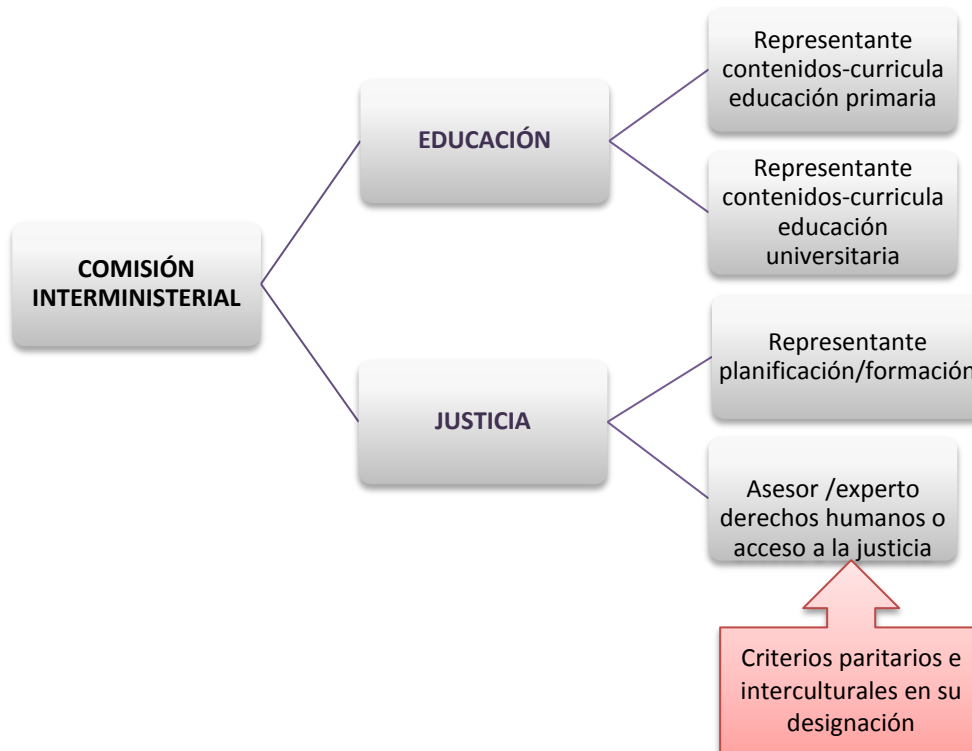 Representante
contenidos-curricula
educación primaria
EDUCACIÓN
Representante
contenidos-curricula
educación
universitaria
COMISIÓN
INTERMINISTERIAL
Representante
planificación/formación
JUSTICIA
Asesor /experto
derechos humanos o
acceso a la justicia
Criterios paritarios e
interculturales en su
designación